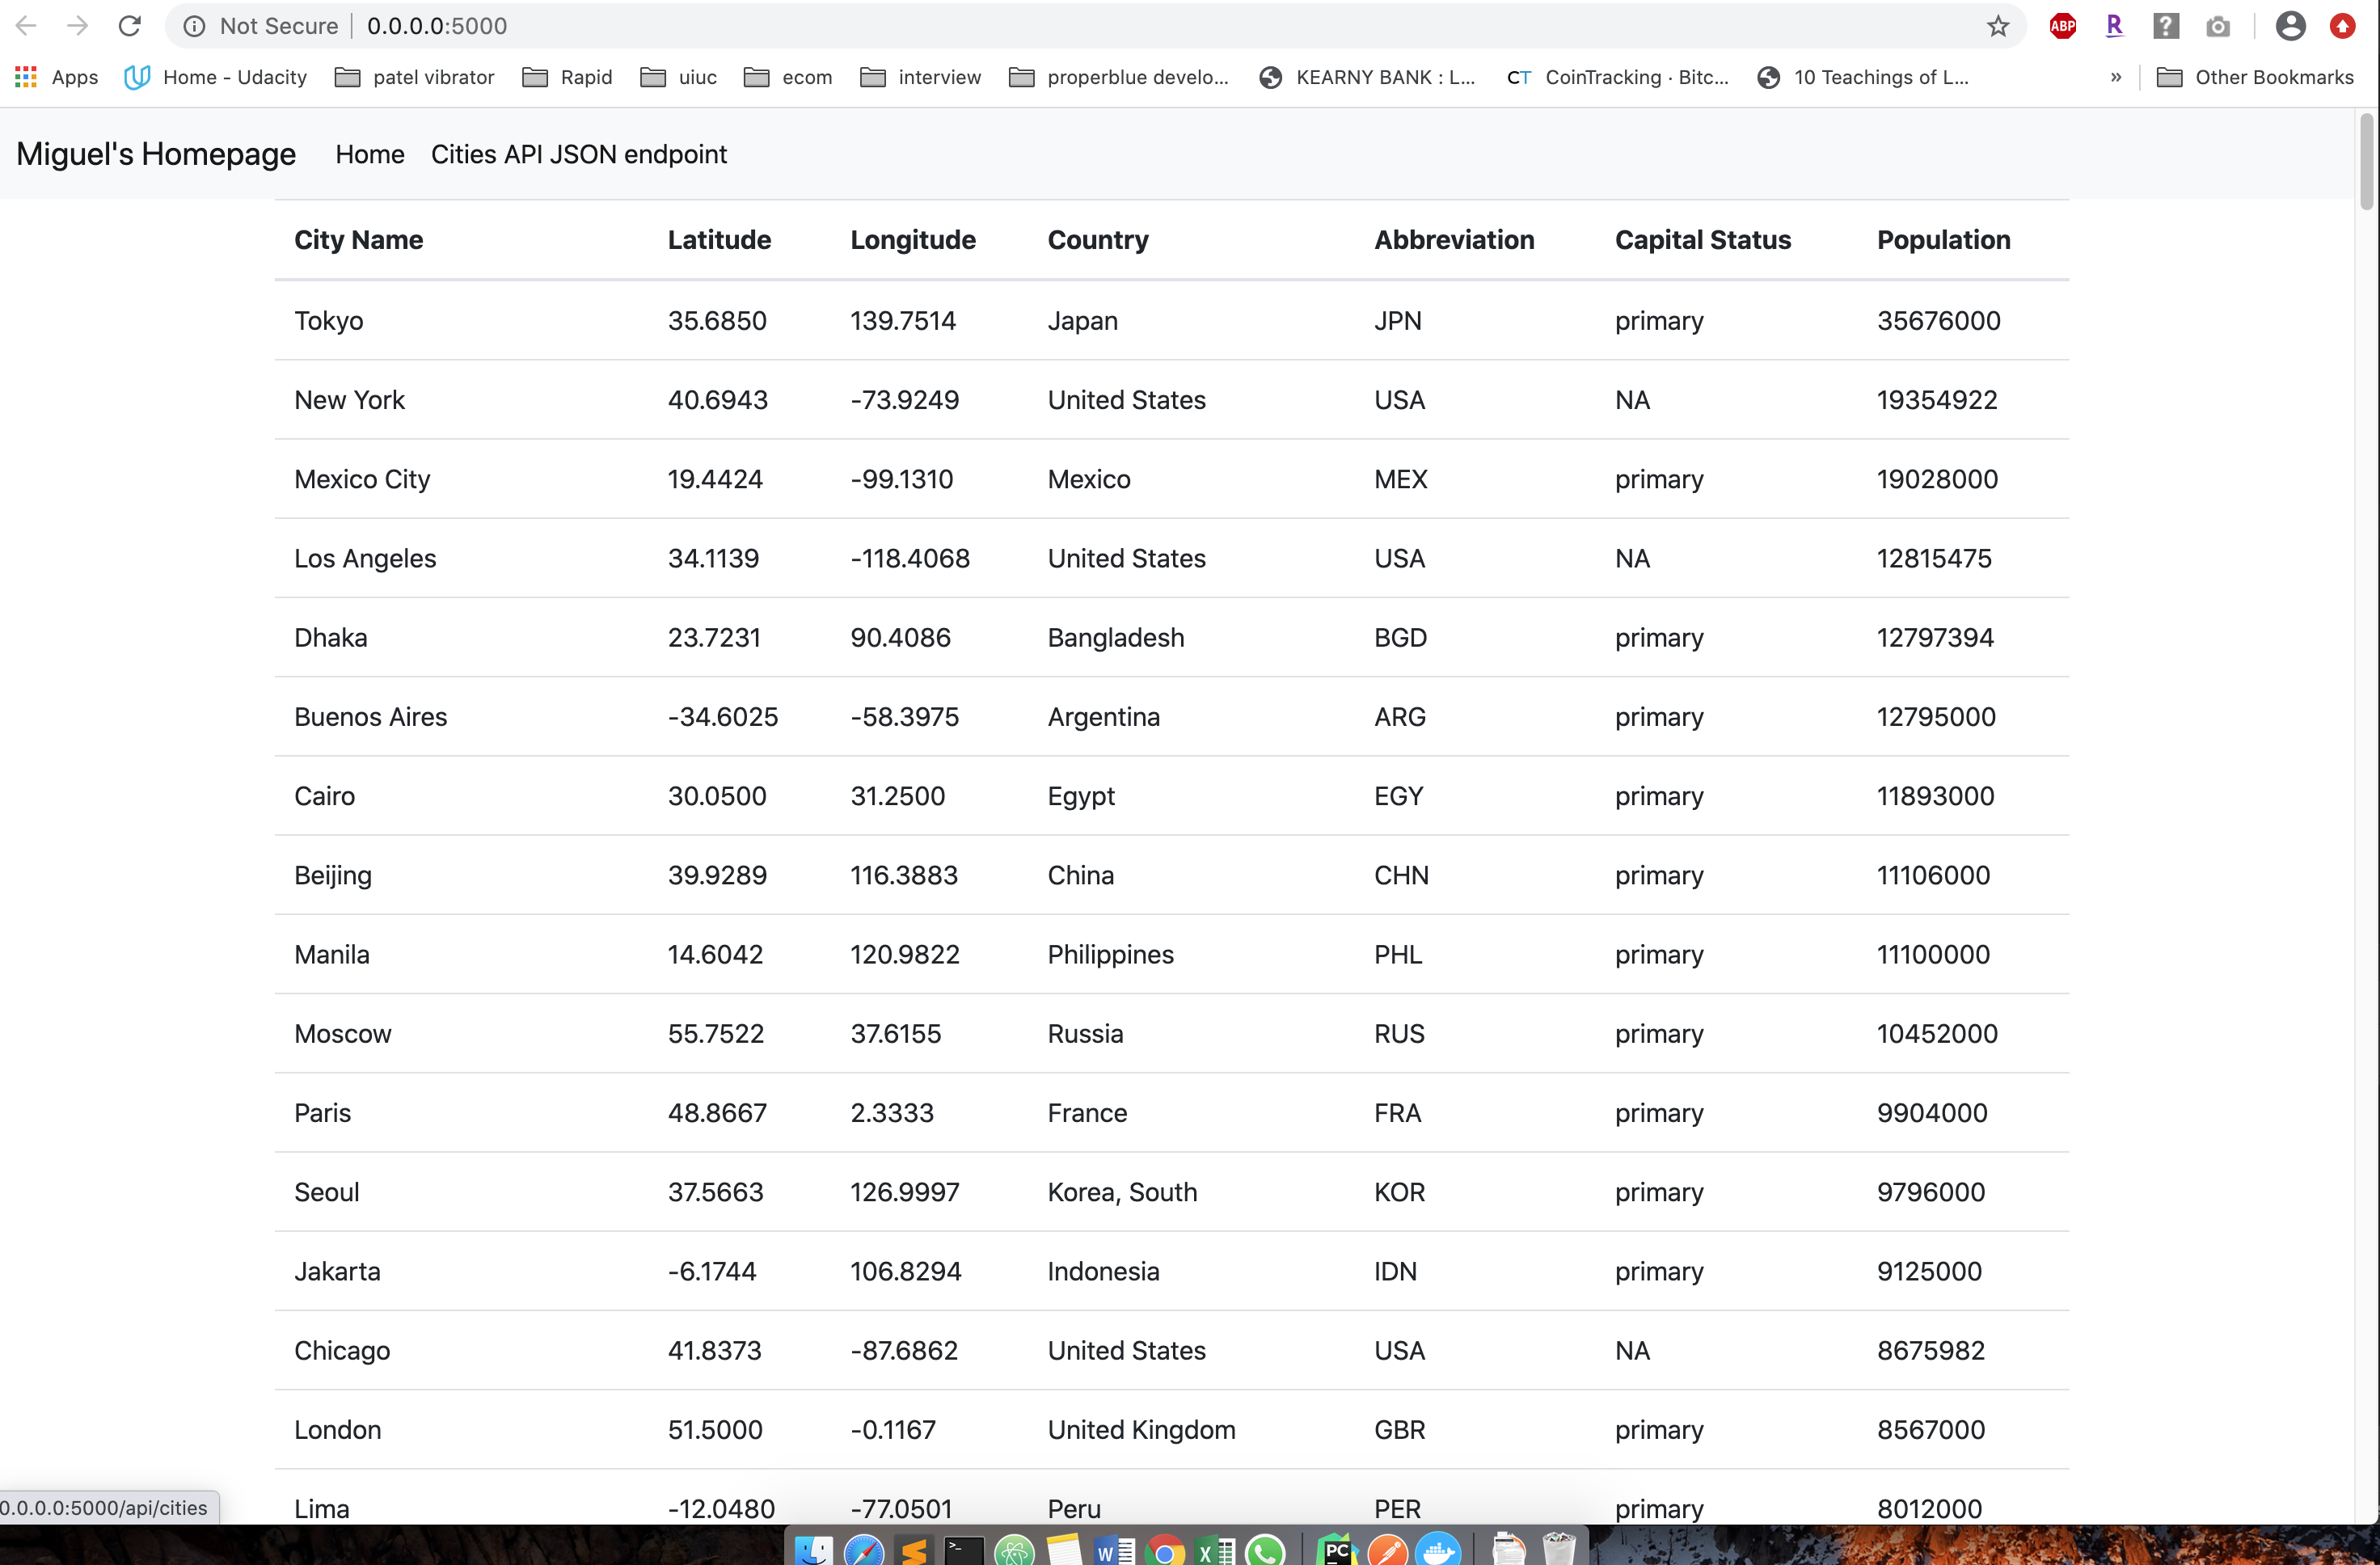 Not Secure | 0.0.0.0:5000 ABP R ?
Apps Home - Udacity patel vibrator Rapid uiuc ecom interview properblue develo... KEARNY BANK : L... CT CoinTracking · Bitc... 10 Teachings of L... » Other Bookmarks
Miguel's Homepage Home Cities API JSON endpoint
City Name Latitude Longitude Country Abbreviation Capital Status Population
Tokyo 35.6850 139.7514 Japan JPN primary 35676000
New York 40.6943 -73.9249 United States USA NA 19354922
Mexico City 19.4424 -99.1310 Mexico MEX primary 19028000
Los Angeles 34.1139 -118.4068 United States USA NA 12815475
Dhaka 23.7231 90.4086 Bangladesh BGD primary 12797394
Buenos Aires -34.6025 -58.3975 Argentina ARG primary 12795000
Cairo 30.0500 31.2500 Egypt EGY primary 11893000
Beijing 39.9289 116.3883 China CHN primary 11106000
Manila 14.6042 120.9822 Philippines PHL primary 11100000
Moscow 55.7522 37.6155 Russia RUS primary 10452000
Paris 48.8667 2.3333 France FRA primary 9904000
Seoul 37.5663 126.9997 Korea, South KOR primary 9796000
Jakarta -6.1744 106.8294 Indonesia IDN primary 9125000
Chicago 41.8373 -87.6862 United States USA NA 8675982
London 51.5000 -0.1167 United Kingdom GBR primary 8567000
Lima -12.0480 -77.0501 Peru PER primary 8012000
0.0.0.0:5000/api/cities
>_ W X PC